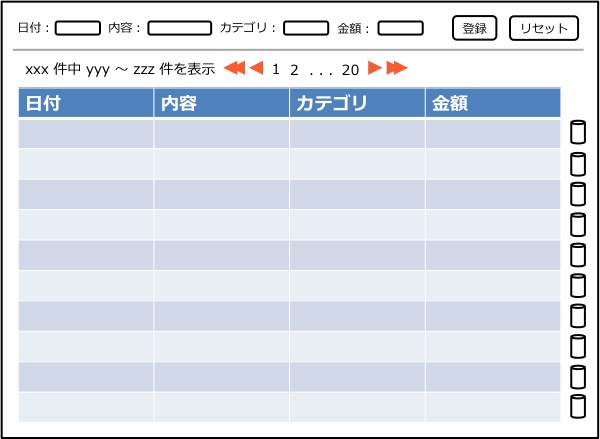 日付： 内容： カテゴリ： 金額： 登録 リセット
xxx 件中 yyy ～ zzz 件を表示 1 2 ... 20
日付 内容 カテゴリ 金額